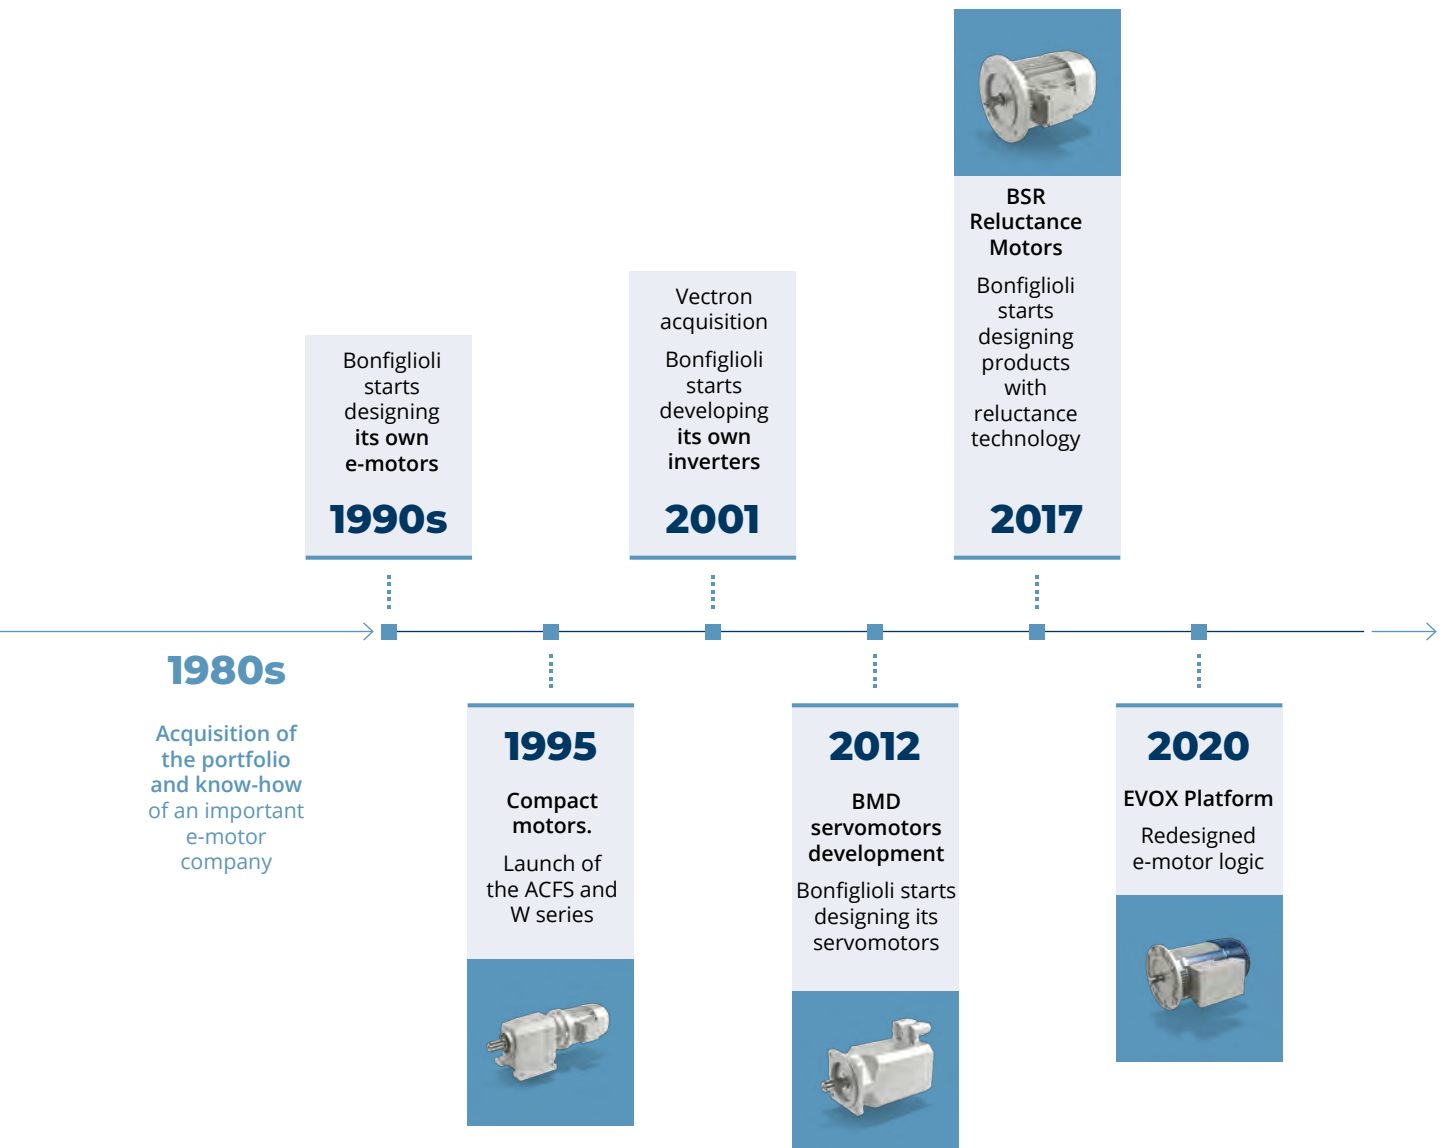 1980s
Acquisition of
the portfolio
and know-how
of an important
e-motor
company
Bonfiglioli
starts
designing
its own
e-motors
1990s
1995
Compact
motors.
Launch of
the ACFS and
W series
Vectron
acquisition
Bonfiglioli
starts
developing
its own
inverters
2001
2012
BMD
servomotors
development
Bonfiglioli starts
designing its
servomotors
BSR
Reluctance
Motors
Bonfiglioli
starts
designing
products
with
reluctance
technology
2017
2020
EVOX Platform
Redesigned
e-motor logic